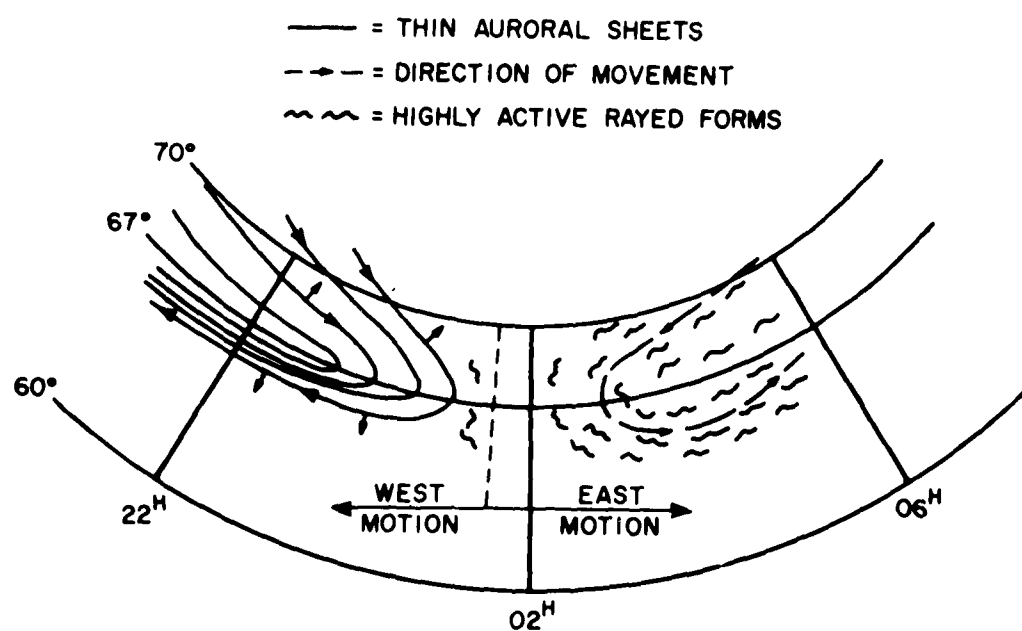 = THIN AURORAL SHEETS
= DIRECTION OF MOVEMENT
= HIGHLY ACTIVE RAYED FORMS
70°
67°
60°
WEST MOTION
EAST MOTION
22ᴴ
06ᴴ
02ᴴ